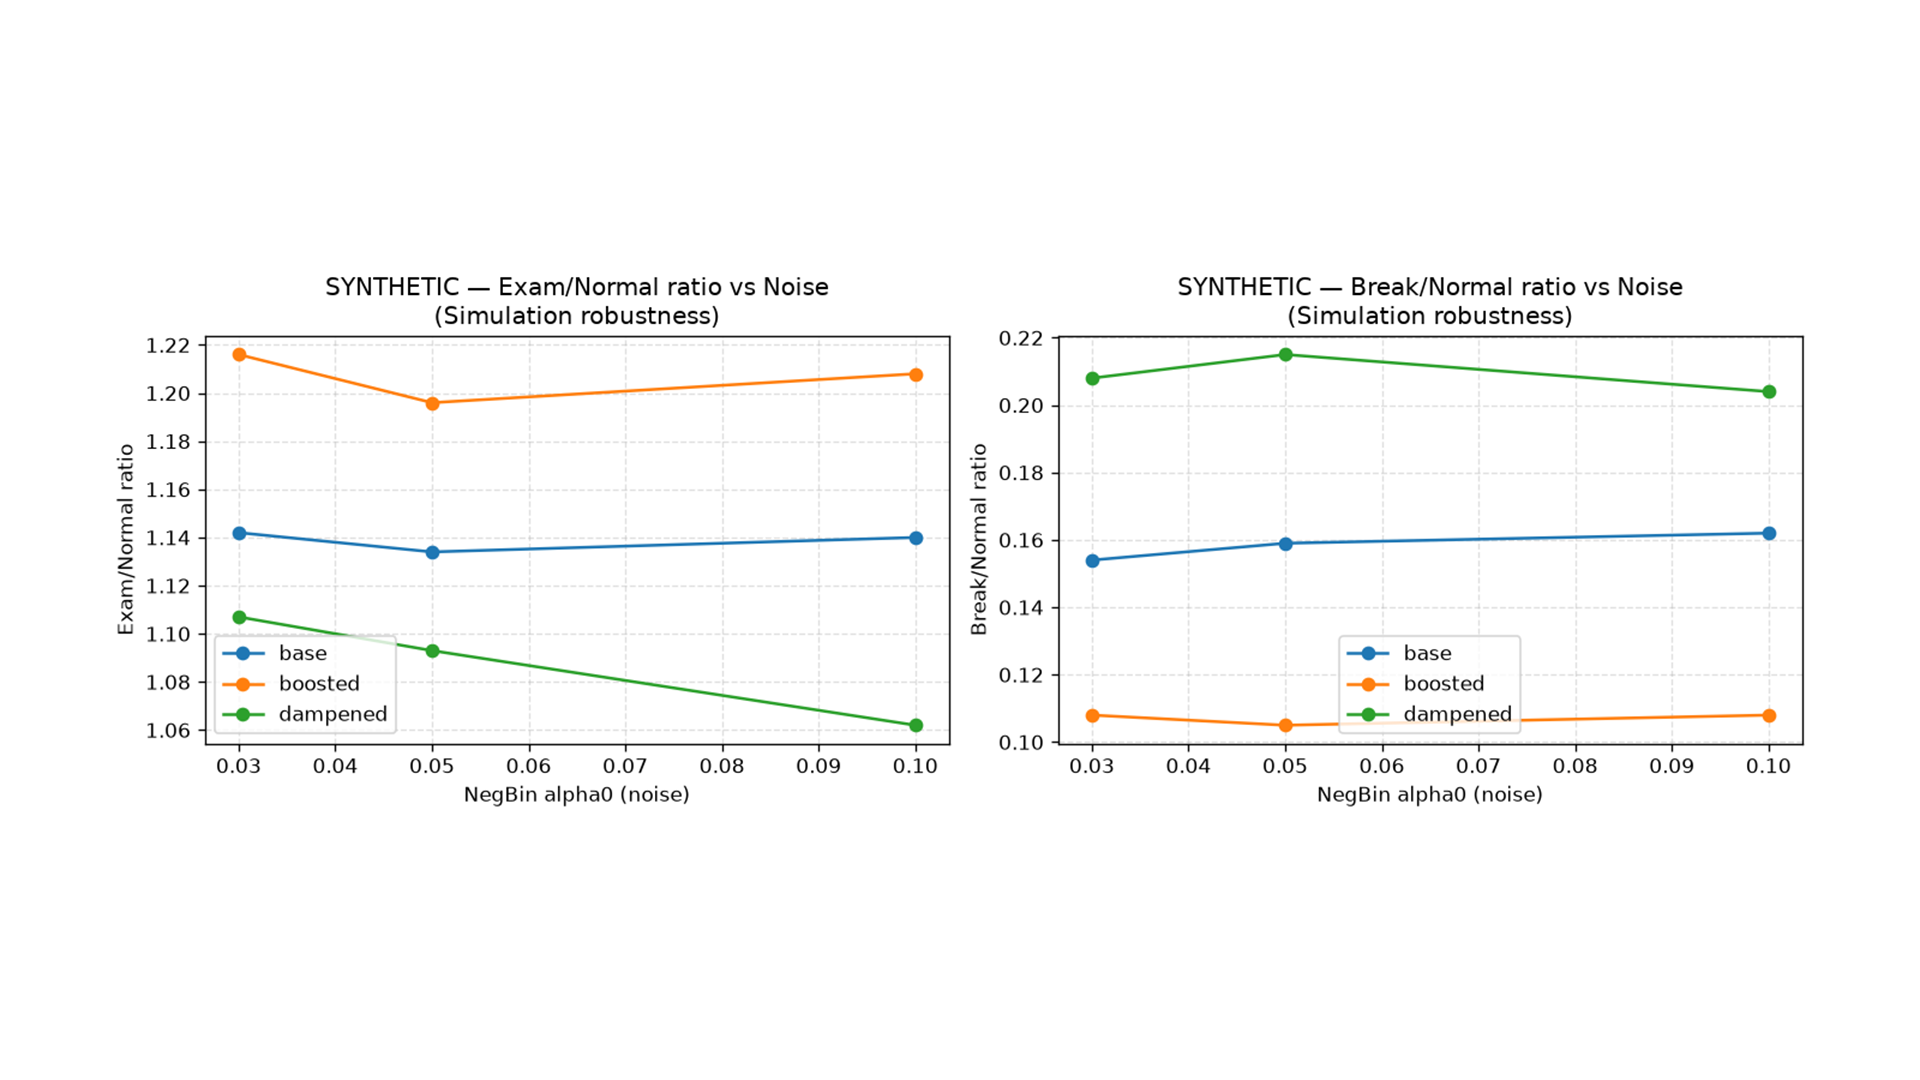 SYNTHETIC — Exam/Normal ratio vs Noise
(Simulation robustness)
Exam/Normal ratio
1.22
1.20
1.18
1.16
1.14
1.12
1.10
1.08
1.06
base
boosted
dampened
0.03 0.04 0.05 0.06 0.07 0.08 0.09 0.10
NegBin alpha0 (noise)
SYNTHETIC — Break/Normal ratio vs Noise
(Simulation robustness)
Break/Normal ratio
0.22
0.20
0.18
0.16
0.14
0.12
0.10
base
boosted
dampened
0.03 0.04 0.05 0.06 0.07 0.08 0.09 0.10
NegBin alpha0 (noise)